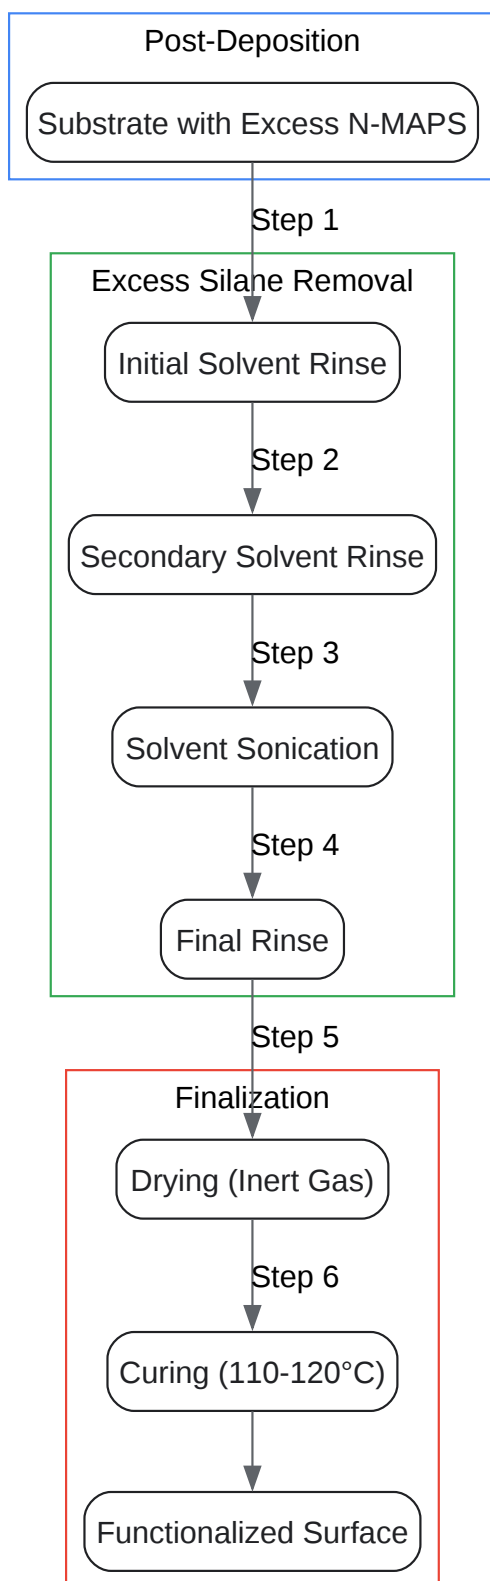 Post-Deposition
Substrate with Excess N-MAPS
Step 1
Excess Silane Removal
Initial Solvent Rinse
Step 2
Secondary Solvent Rinse
Step 3
Solvent Sonication
Step 4
Final Rinse
Step 5
Finalization
Drying (Inert Gas)
Step 6
Curing (110-120°C)
Functionalized Surface